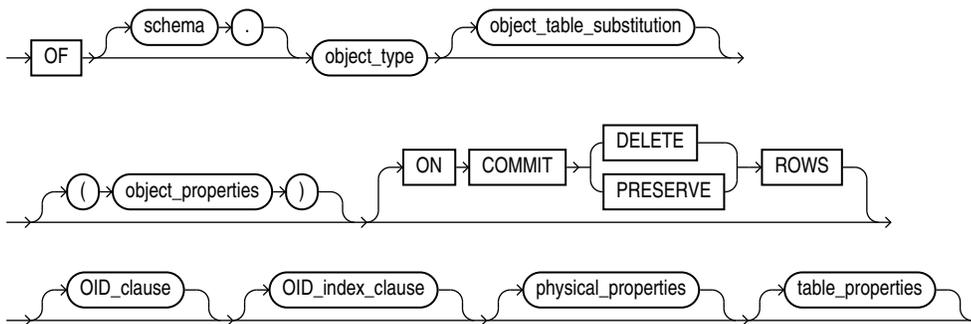 OF schema . object_type object_table_substitution
( object_properties ) ON COMMIT DELETE PRESERVE ROWS
OID_clause OID_index_clause physical_properties table_properties